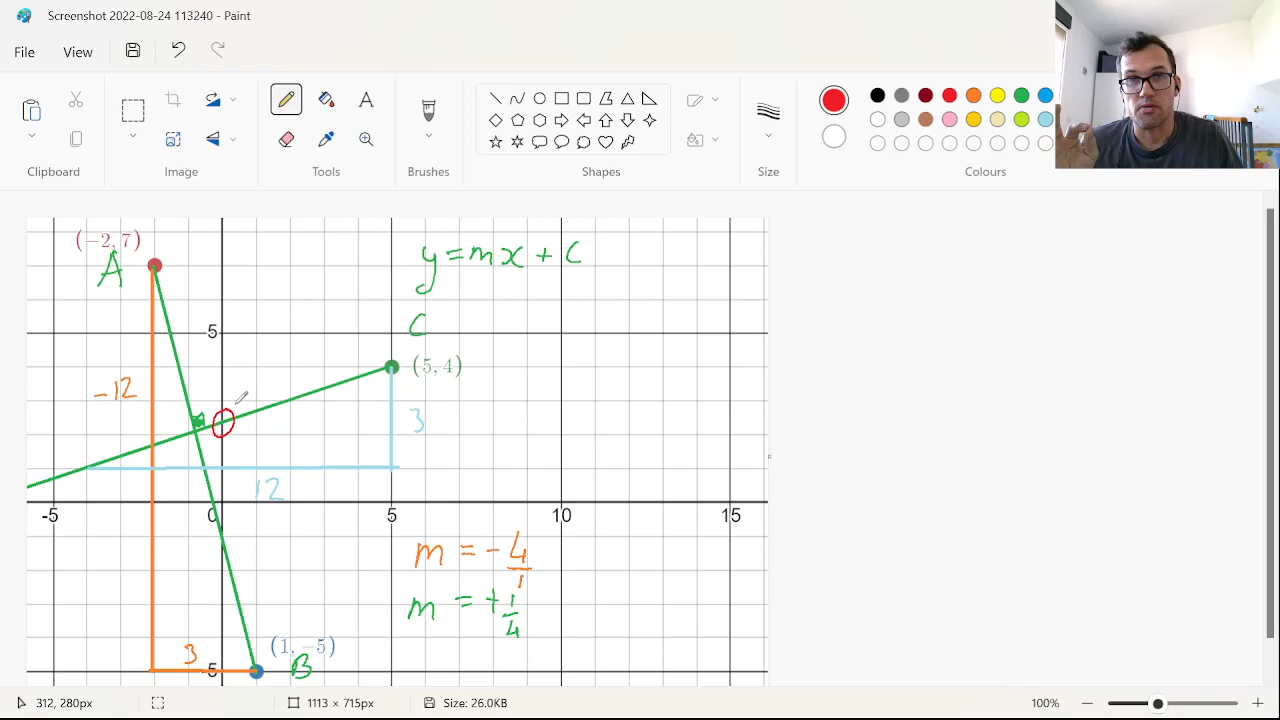 Screenshot 2022-08-24 113240 - Paint
File View
Clipboard Image Tools Brushes Shapes Size Colours
(−2, 7)
A
y = mx + c
5
C
(5, 4)
-12
3
12
-5 0 5 10 15
m = - 4/1
m = + 1/4
(1, −5)
3
B
-5
312, 280px 1113 × 715px Size: 26.0KB 100%